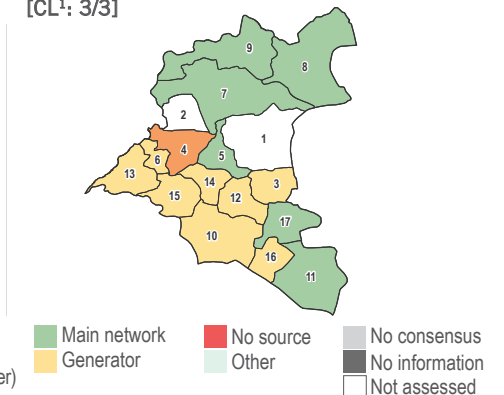 [CL¹: 3/3]
9
8
7
2
1
4
5
6
13
14
3
15
12
17
10
16
11
Main network
No source
No consensus
Generator
Other
No information
er)
Not assessed